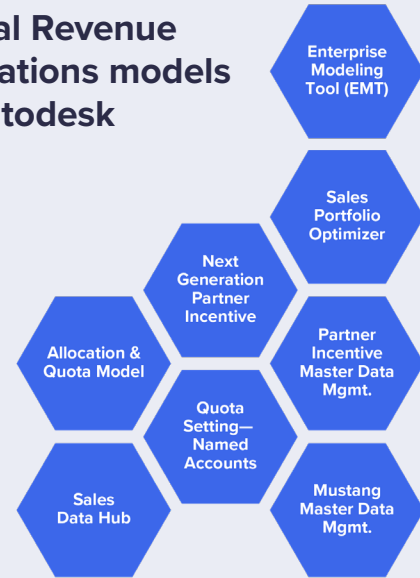 al Revenue
ations models
todesk
Enterprise
Modeling
Tool (EMT)
Sales
Portfolio
Optimizer
Next
Generation
Partner
Incentive
Allocation &
Quota Model
Partner
Incentive
Master Data
Mgmt.
Quota
Setting—
Named
Accounts
Sales
Data Hub
Mustang
Master Data
Mgmt.